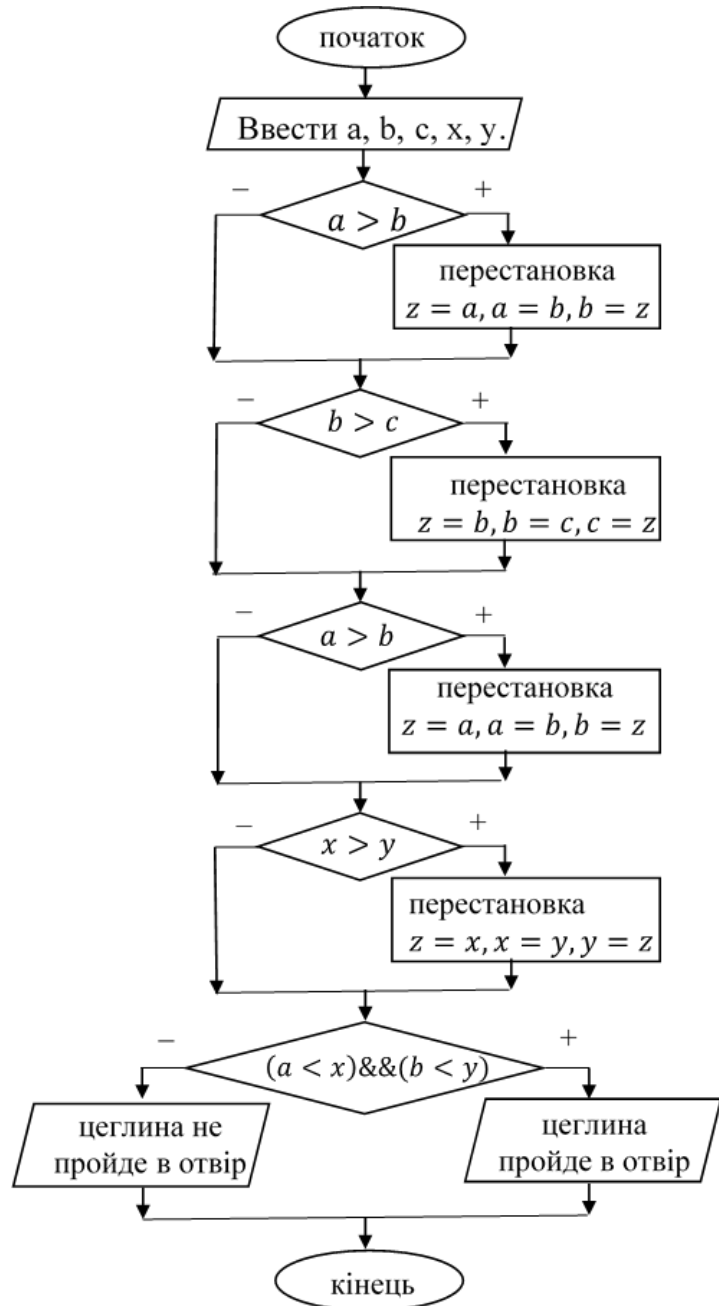 початок
Ввести a, b, c, x, y.
− +
a > b
перестановка
z = a, a = b, b = z
− +
b > c
перестановка
z = b, b = c, c = z
− +
a > b
перестановка
z = a, a = b, b = z
− +
x > y
перестановка
z = x, x = y, y = z
− +
(a < x)&&(b < y)
цеглина не
пройде в отвір
цеглина
пройде в отвір
кінець